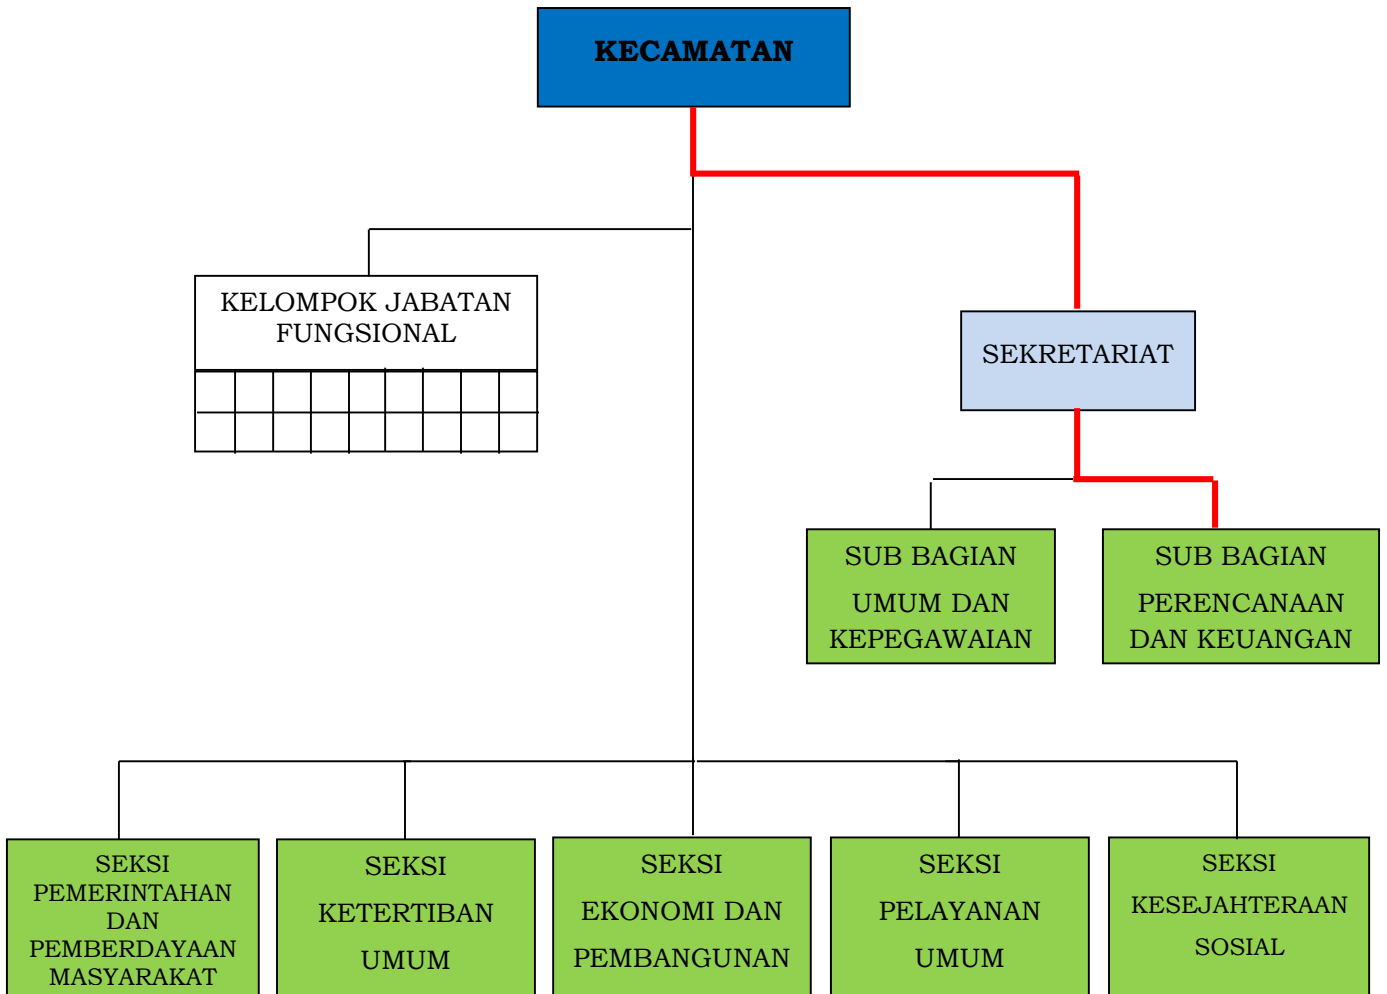 KECAMATAN
KELOMPOK JABATAN
FUNGSIONAL
SEKRETARIAT
SUB BAGIAN
UMUM DAN
KEPEGAWAIAN
SUB BAGIAN
PERENCANAAN
DAN KEUANGAN
SEKSI
PEMERINTAHAN
DAN
PEMBERDAYAAN
MASYARAKAT
SEKSI
KETERTIBAN
UMUM
SEKSI
EKONOMI DAN
PEMBANGUNAN
SEKSI
PELAYANAN
UMUM
SEKSI
KESEJAHTERAAN
SOSIAL